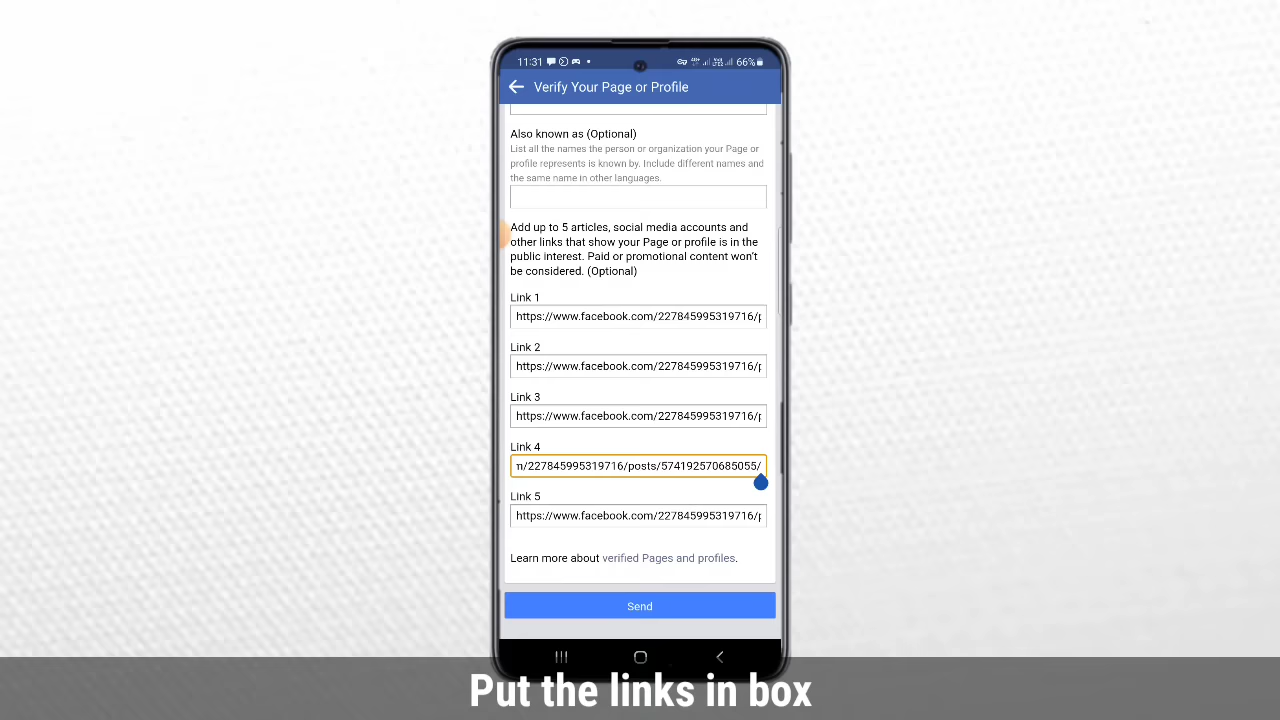 11:31
66%
Verify Your Page or Profile
Also known as (Optional)
List all the names the person or organization your Page or
profile represents is known by. Include different names and
the same name in other languages.
Add up to 5 articles, social media accounts and
other links that show your Page or profile is in the
public interest. Paid or promotional content won't
be considered. (Optional)
Link 1
https://www.facebook.com/227845995319716/p
Link 2
https://www.facebook.com/227845995319716/p
Link 3
https://www.facebook.com/227845995319716/p
Link 4
n/227845995319716/posts/574192570685055/
Link 5
https://www.facebook.com/227845995319716/p
Learn more about verified Pages and profiles.
Send
Put the links in box